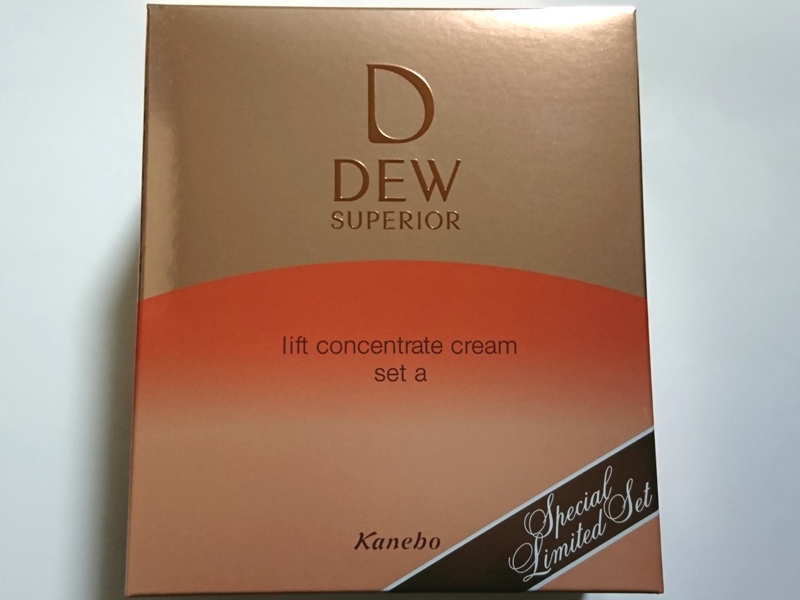 D
DEW
SUPERIOR
lift concentrate cream
set a
Kanebo
Special
Limited Set